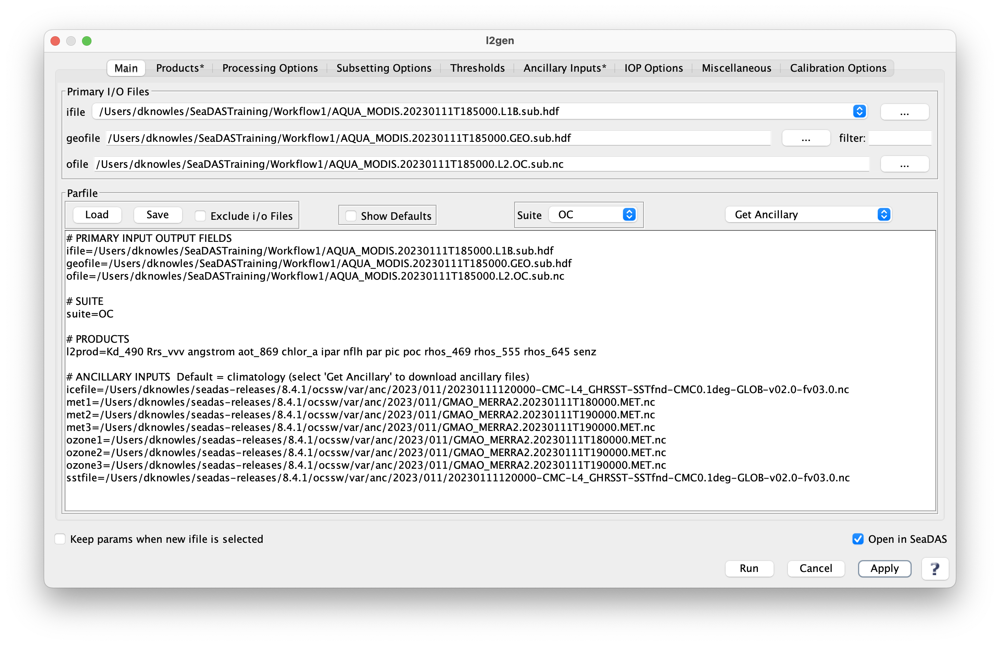 l2gen
Main Products* Processing Options Subsetting Options Thresholds Ancillary Inputs* IOP Options Miscellaneous Calibration Options
Primary I/O Files
ifile /Users/dknowles/SeaDASTraining/Workflow1/AQUA_MODIS.20230111T185000.L1B.sub.hdf ...
geofile /Users/dknowles/SeaDASTraining/Workflow1/AQUA_MODIS.20230111T185000.GEO.sub.hdf ... filter:
ofile /Users/dknowles/SeaDASTraining/Workflow1/AQUA_MODIS.20230111T185000.L2.OC.sub.nc ...
Parfile
Load Save Exclude i/o Files Show Defaults Suite OC Get Ancillary
# PRIMARY INPUT OUTPUT FIELDS
ifile=/Users/dknowles/SeaDASTraining/Workflow1/AQUA_MODIS.20230111T185000.L1B.sub.hdf
geofile=/Users/dknowles/SeaDASTraining/Workflow1/AQUA_MODIS.20230111T185000.GEO.sub.hdf
ofile=/Users/dknowles/SeaDASTraining/Workflow1/AQUA_MODIS.20230111T185000.L2.OC.sub.nc
# SUITE
suite=OC
# PRODUCTS
l2prod=Kd_490 Rrs_vvv angstrom aot_869 chlor_a ipar nflh par pic poc rhos_469 rhos_555 rhos_645 senz
# ANCILLARY INPUTS  Default = climatology (select 'Get Ancillary' to download ancillary files)
icefile=/Users/dknowles/seadas-releases/8.4.1/ocssw/var/anc/2023/011/20230111120000-CMC-L4_GHRSST-SSTfnd-CMC0.1deg-GLOB-v02.0-fv03.0.nc
met1=/Users/dknowles/seadas-releases/8.4.1/ocssw/var/anc/2023/011/GMAO_MERRA2.20230111T180000.MET.nc
met2=/Users/dknowles/seadas-releases/8.4.1/ocssw/var/anc/2023/011/GMAO_MERRA2.20230111T190000.MET.nc
met3=/Users/dknowles/seadas-releases/8.4.1/ocssw/var/anc/2023/011/GMAO_MERRA2.20230111T190000.MET.nc
ozone1=/Users/dknowles/seadas-releases/8.4.1/ocssw/var/anc/2023/011/GMAO_MERRA2.20230111T180000.MET.nc
ozone2=/Users/dknowles/seadas-releases/8.4.1/ocssw/var/anc/2023/011/GMAO_MERRA2.20230111T190000.MET.nc
ozone3=/Users/dknowles/seadas-releases/8.4.1/ocssw/var/anc/2023/011/GMAO_MERRA2.20230111T190000.MET.nc
sstfile=/Users/dknowles/seadas-releases/8.4.1/ocssw/var/anc/2023/011/20230111120000-CMC-L4_GHRSST-SSTfnd-CMC0.1deg-GLOB-v02.0-fv03.0.nc
Keep params when new ifile is selected Open in SeaDAS
Run Cancel Apply ?